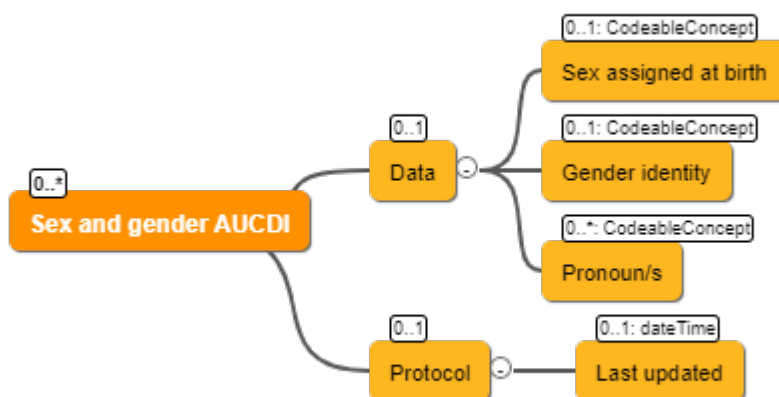 0..1: CodeableConcept
Sex assigned at birth
0..1
0..1: CodeableConcept
Data
-
Gender identity
0..*
0..*: CodeableConcept
Sex and gender AUCDI
Pronoun/s
0..1
0..1: dateTime
Protocol
-
Last updated